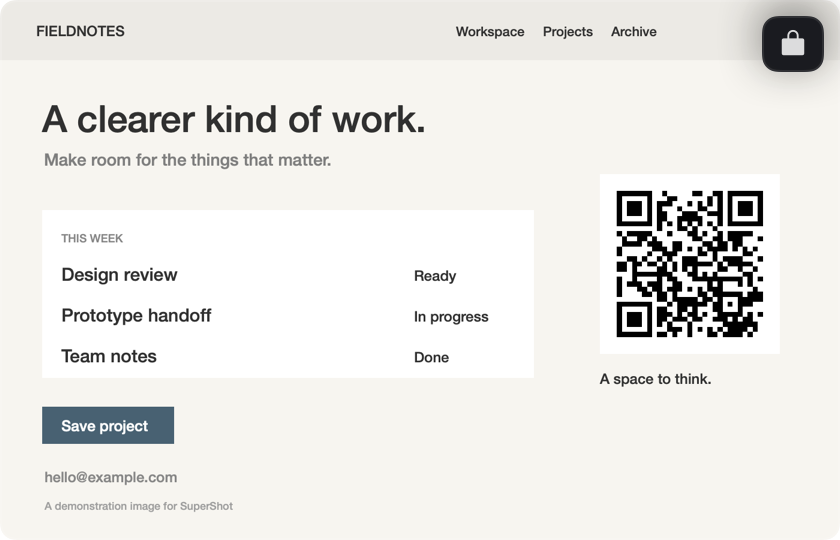 FIELDNOTES
Workspace Projects Archive
A clearer kind of work.
Make room for the things that matter.
THIS WEEK
Design review Ready
Prototype handoff In progress
Team notes Done
A space to think.
Save project
hello@example.com
A demonstration image for SuperShot